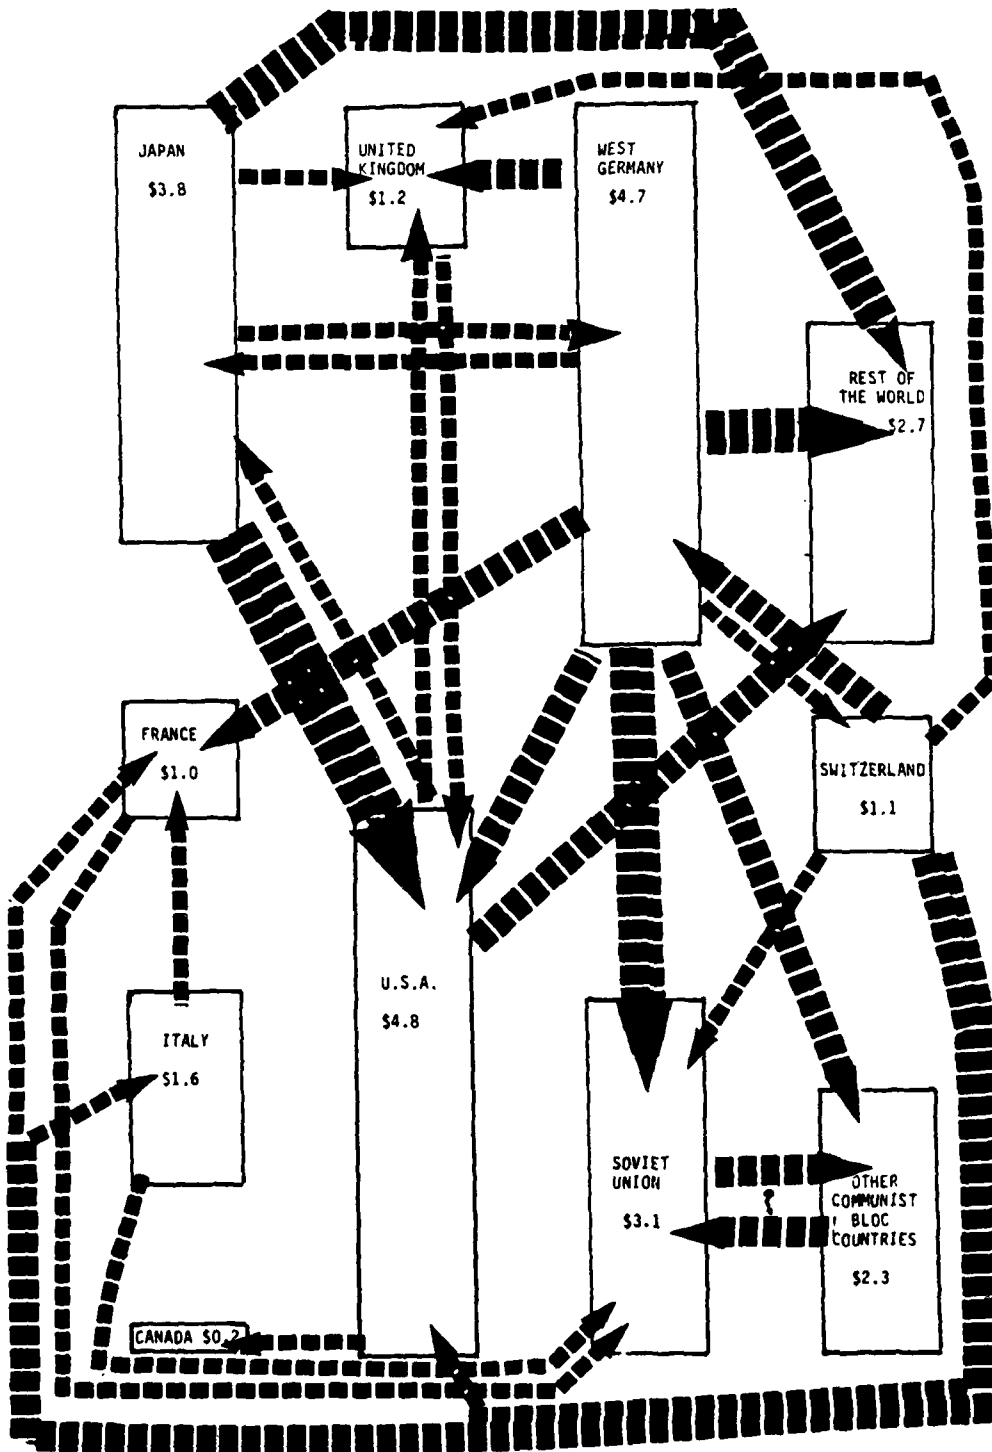 JAPAN
$3.8
UNITED
KINGDOM
$1.2
WEST
GERMANY
$4.7
REST OF
THE WORLD
$2.7
FRANCE
$1.0
SWITZERLAND
$1.1
U.S.A.
$4.8
ITALY
$1.6
SOVIET
UNION
$3.1
?
OTHER
COMMUNIST
BLOC
COUNTRIES
$2.3
CANADA $0.2